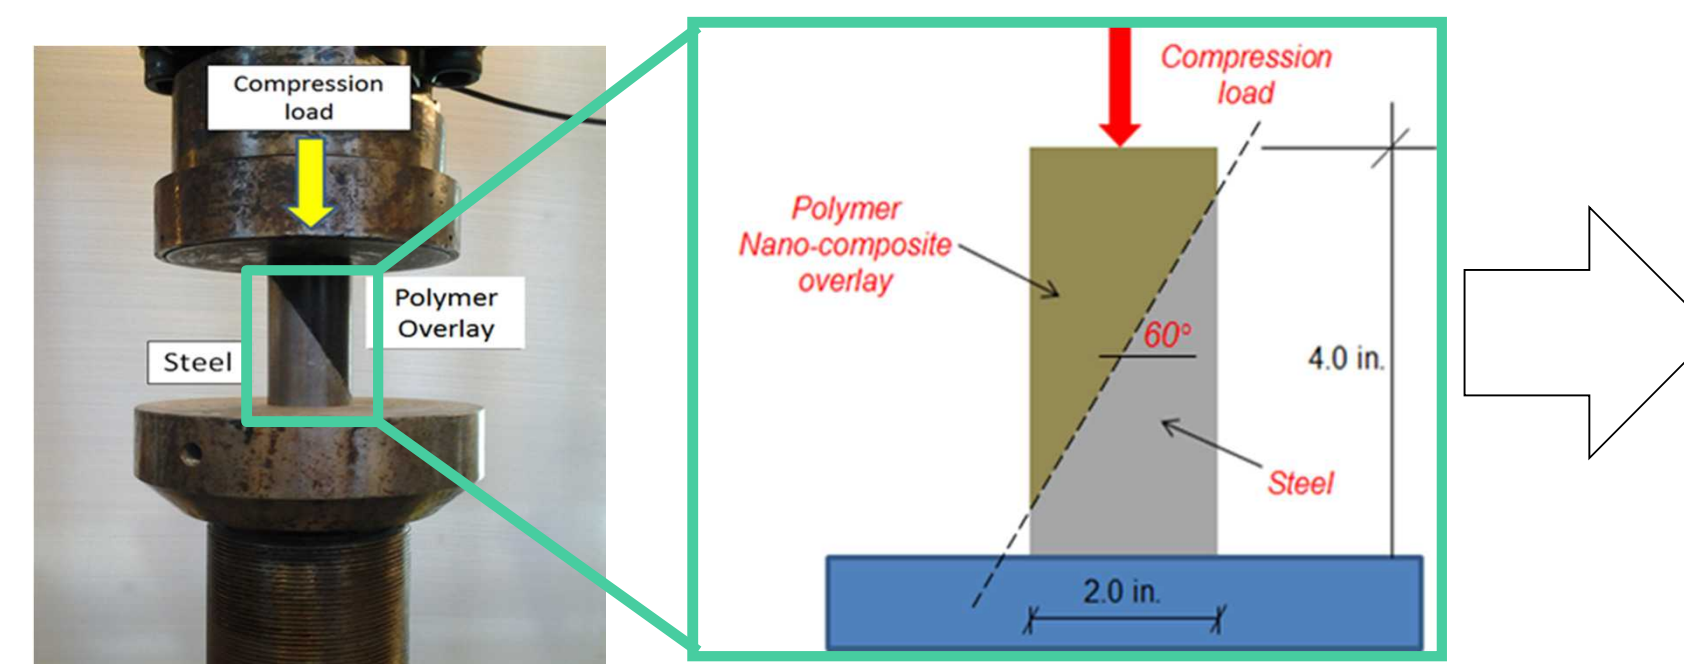 Compression
load
Polymer
Overlay
Steel
Compression
load
Polymer
Nano-composite
overlay
60°
4.0 in.
Steel
2.0 in.